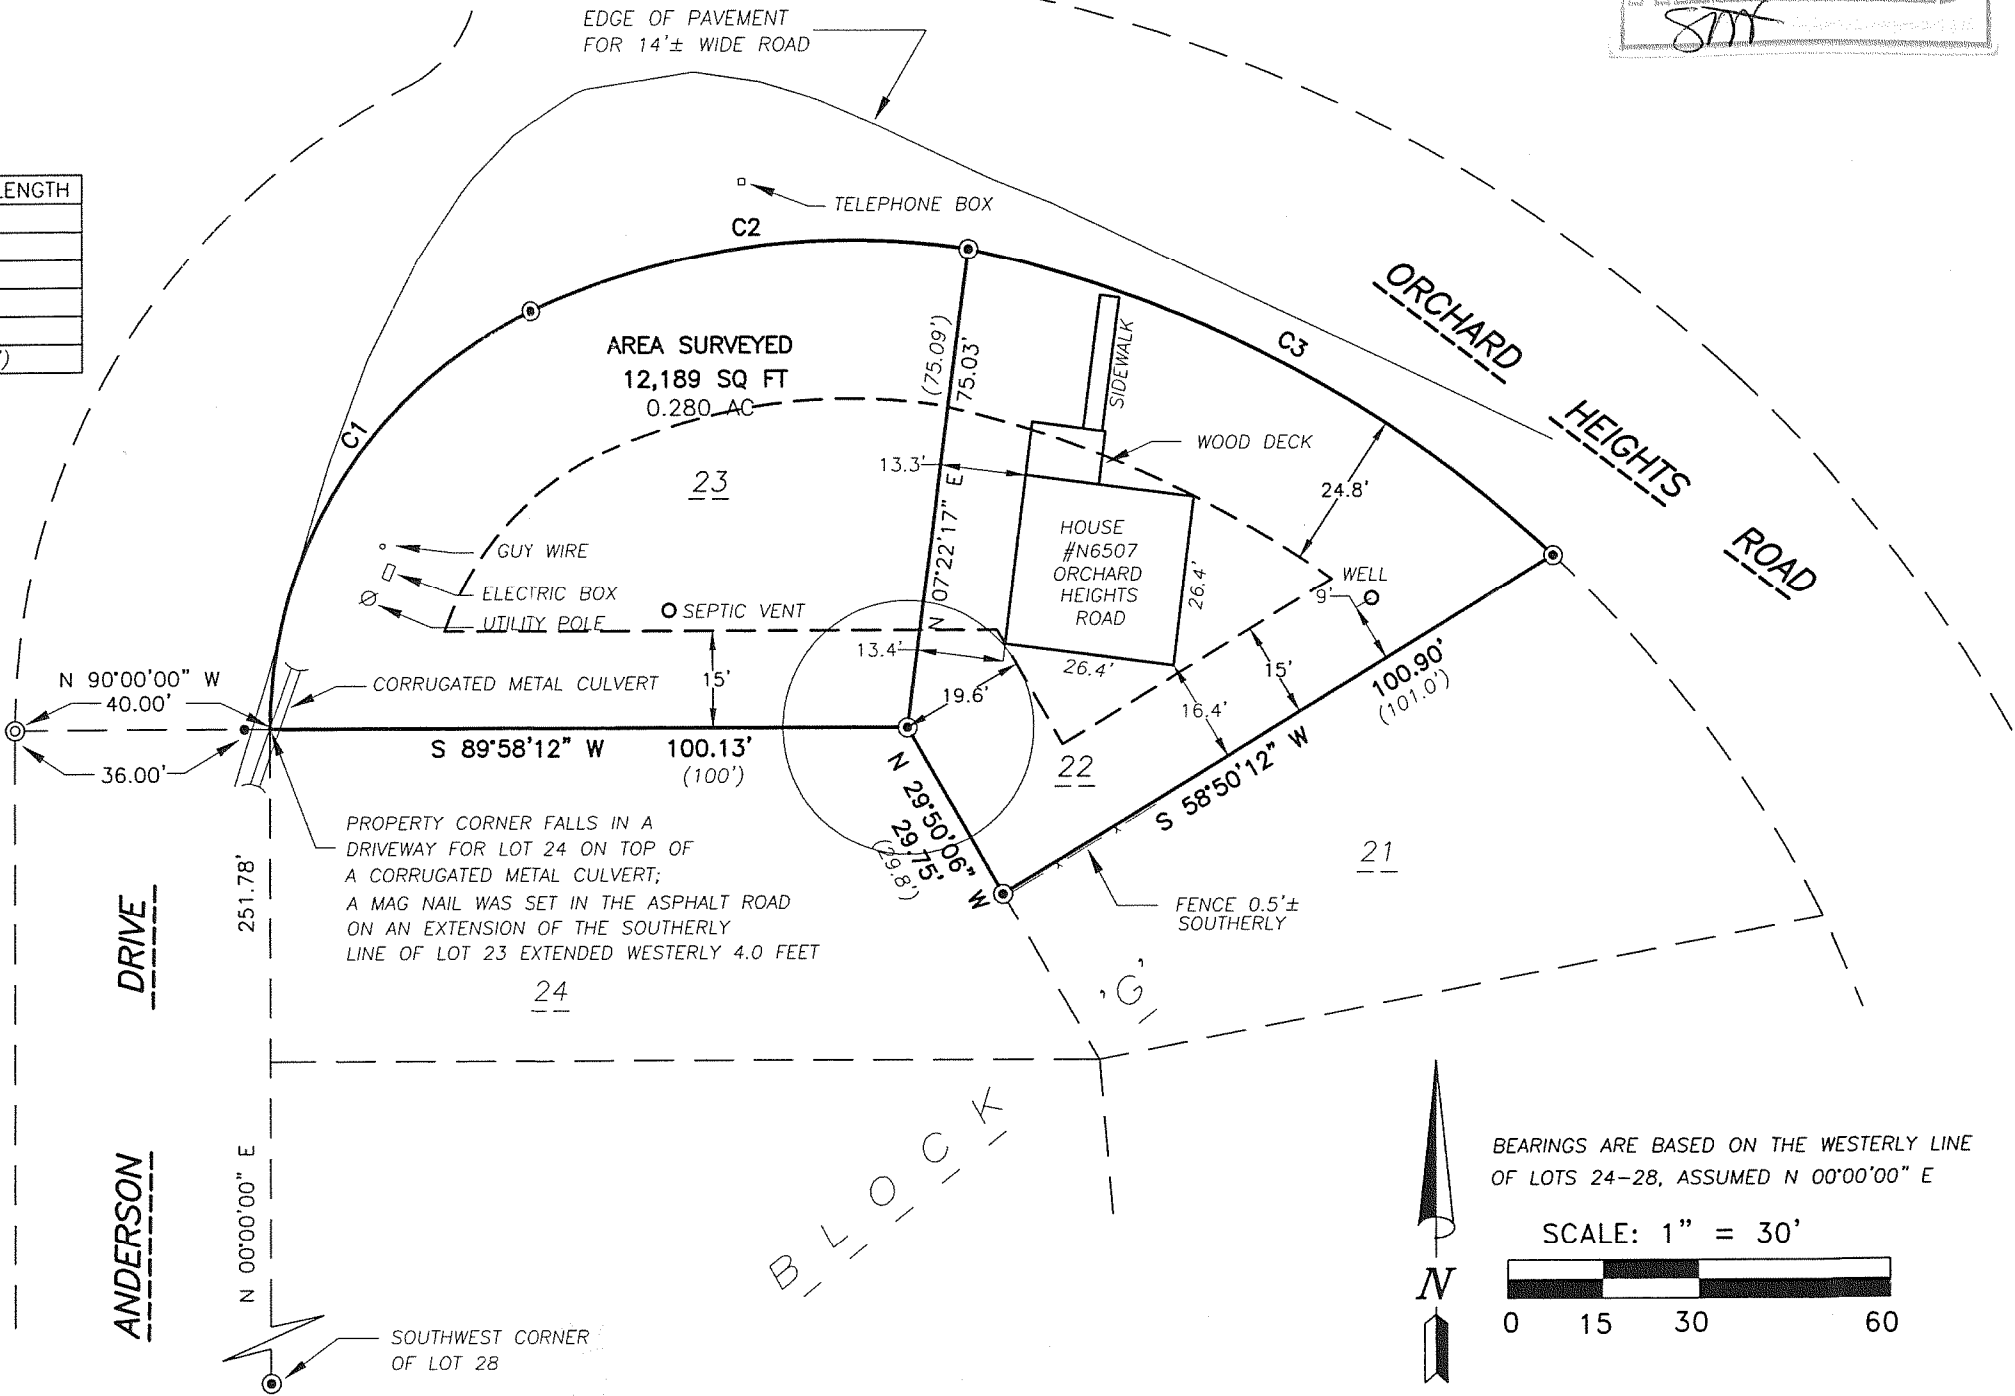 EDGE OF PAVEMENT
FOR 14'± WIDE ROAD
LENGTH
')
TELEPHONE BOX
C2
ORCHARD
HEIGHTS
ROAD
C3
C1
AREA SURVEYED
12,189 SQ FT
0.280 AC
(75.09')
75.03'
N 07°22'17" E
SIDEWALK
WOOD DECK
13.3'
23
24.8'
HOUSE
#N6507
ORCHARD
HEIGHTS
ROAD
26.4'
26.4'
WELL
9'
GUY WIRE
ELECTRIC BOX
UTILITY POLE
SEPTIC VENT
13.4'
15'
15'
19.6'
16.4'
100.90'
(101.0')
S 58°50'12" W
N 90°00'00" W
40.00'
36.00'
CORRUGATED METAL CULVERT
S 89°58'12" W
100.13'
(100')
22
N 29°50'06" W
29.75'
(29.8')
21
FENCE 0.5'±
SOUTHERLY
PROPERTY CORNER FALLS IN A
DRIVEWAY FOR LOT 24 ON TOP OF
A CORRUGATED METAL CULVERT;
A MAG NAIL WAS SET IN THE ASPHALT ROAD
ON AN EXTENSION OF THE SOUTHERLY
LINE OF LOT 23 EXTENDED WESTERLY 4.0 FEET
251.78'
N 00°00'00" E
24
ANDERSON DRIVE
BLOCK 'G'
SOUTHWEST CORNER
OF LOT 28
BEARINGS ARE BASED ON THE WESTERLY LINE
OF LOTS 24-28, ASSUMED N 00°00'00" E
SCALE: 1" = 30'
N
0 15 30 60